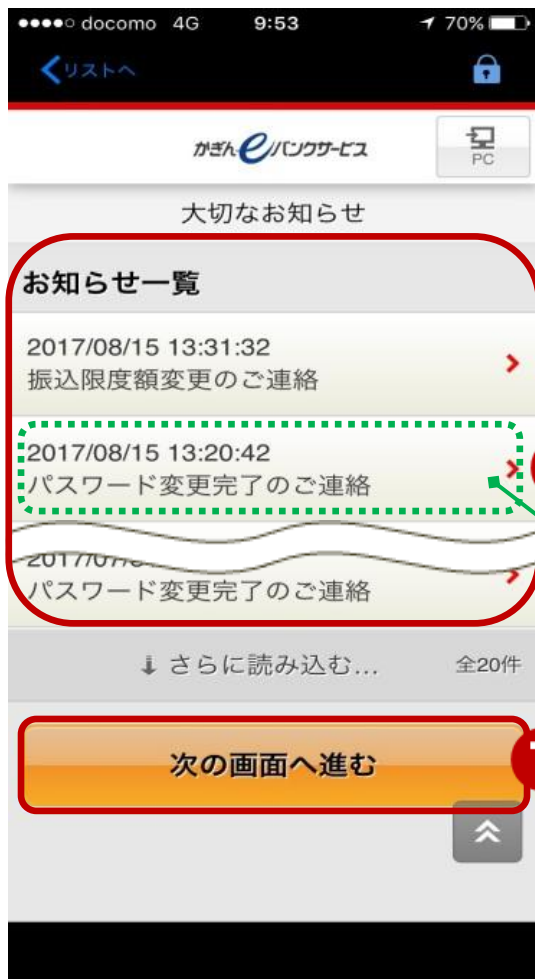 docomo 4G 9:53 70%
リストへ
かぎんeバンクサービス
PC
大切なお知らせ
お知らせ一覧
2017/08/15 13:31:32
振込限度額変更のご連絡
2017/08/15 13:20:42
パスワード変更完了のご連絡
パスワード変更完了のご連絡
さらに読み込む... 全20件
次の画面へ進む